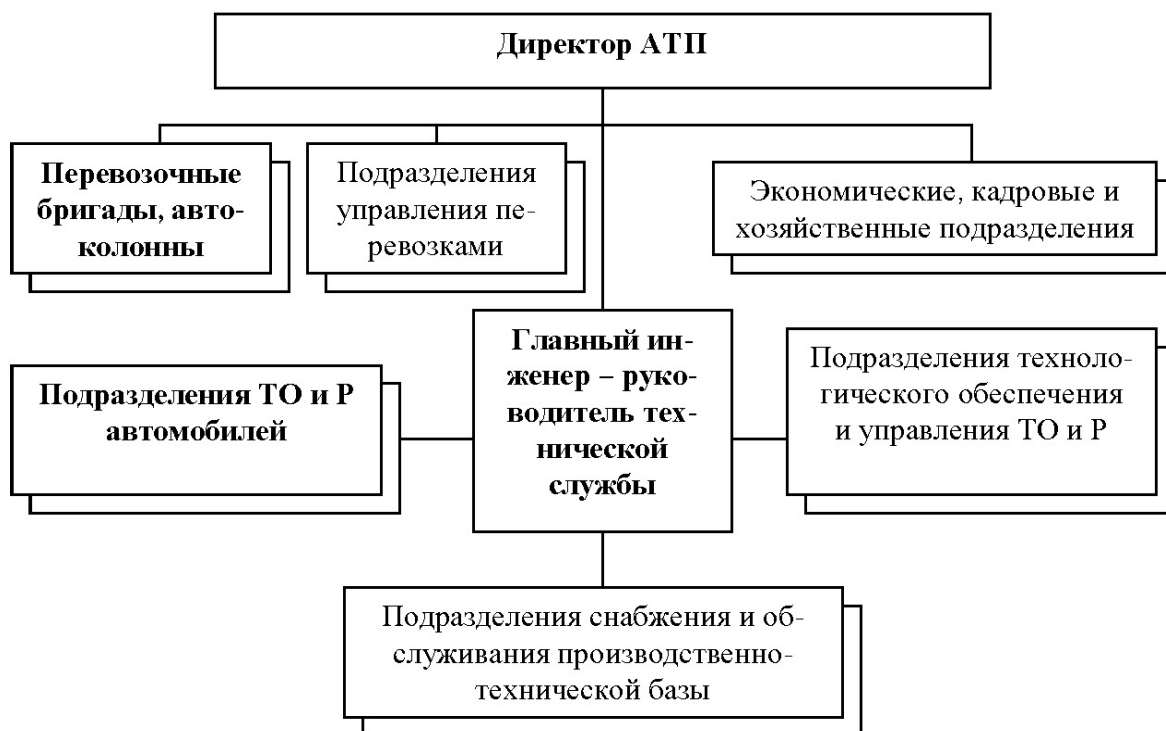 Директор АТП
Перевозочные
бригады, авто-
колонны
Подразделения
управления пе-
ревозками
Экономические, кадровые и
хозяйственные подразделения
Подразделения ТО и Р
автомобилей
Главный ин-
женер – руко-
водитель тех-
нической
службы
Подразделения техноло-
гического обеспечения
и управления ТО и Р
Подразделения снабжения и об-
служивания производственно-
технической базы